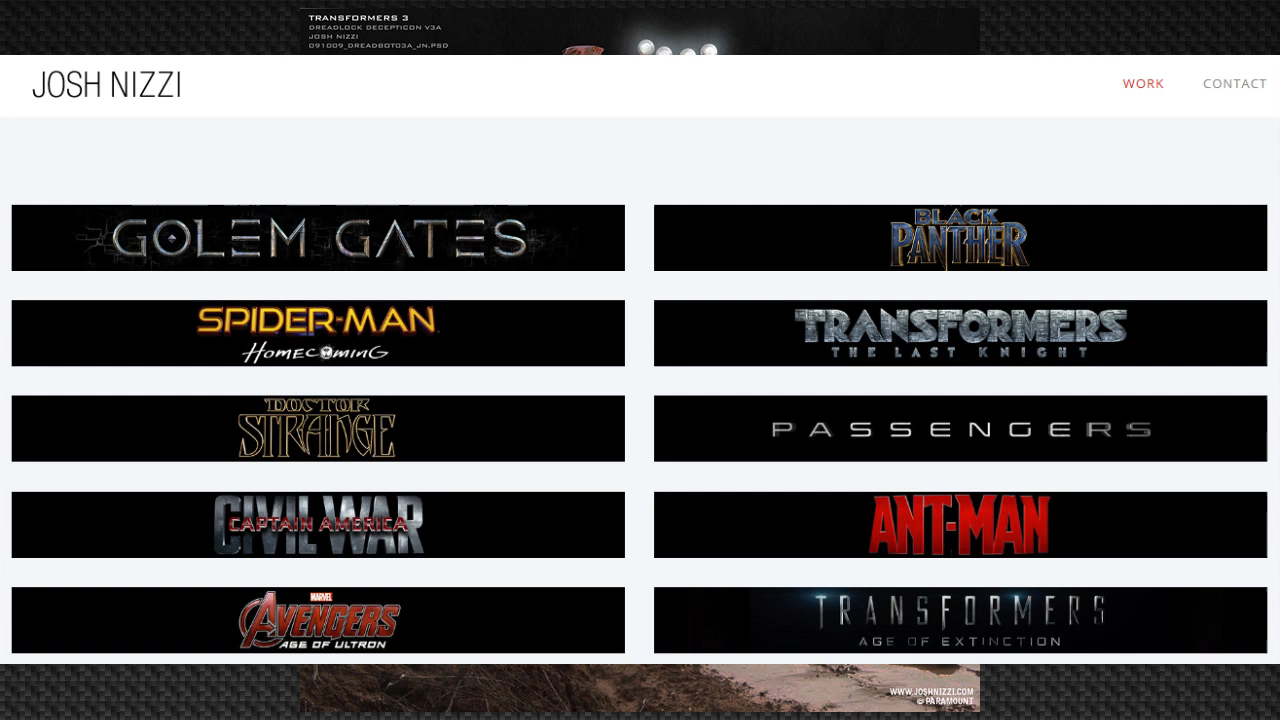 TRANSFORMERS 3
DREADLOCK DECEPTICON V3A
JOSH NIZZI
091009_DREADBOT03A_JN.PSD
JOSH NIZZI
WORK
CONTACT
GOLEM GATES
BLACK
PANTHER
SPIDER-MAN
HOMECOMING
TRANSFORMERS
THE LAST KNIGHT
DOCTOR
STRANGE
PASSENGERS
CIVIL WAR
CAPTAIN AMERICA
ANT-MAN
MARVEL
AVENGERS
AGE OF ULTRON
TRANSFORMERS
AGE OF EXTINCTION
WWW.JOSHNIZZI.COM
@ PARAMOUNT